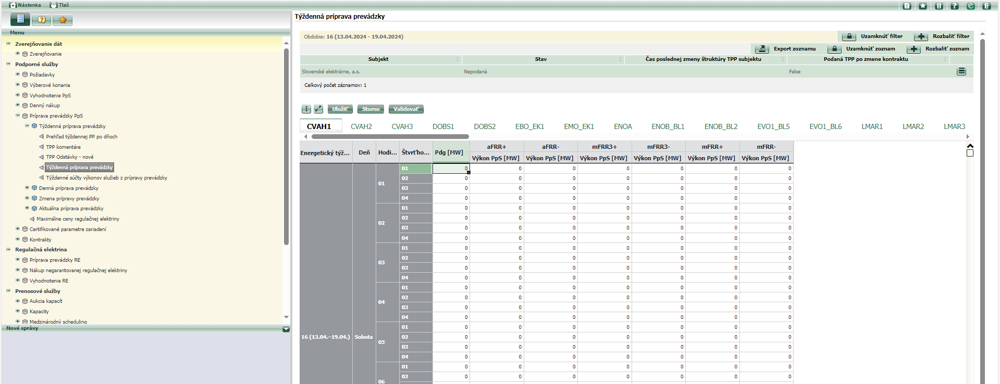 Nástenka Tlač
Menu
Zverejňovanie dát
Zverejňovanie
Podporné služby
Požiadavky
Výberové konania
Vyhodnotenie PpS
Denný nákup
Príprava prevádzky PpS
Týždenná príprava prevádzky
Prehľad týždennej PP po dňoch
TPP komentáre
TPP Odstávky - nové
Týždenná príprava prevádzky
Týždenné súčty výkonov služieb z prípravy prevádzky
Denná príprava prevádzky
Zmena prípravy prevádzky
Aktuálna príprava prevádzky
Maximálne ceny regulačnej elektriny
Certifikované parametre zariadení
Kontrakty
Regulačná elektrina
Príprava prevádzky RE
Nákup negarantovanej regulačnej elektriny
Vyhodnotenie RE
Prenosové služby
Aukcia kapacít
Kapacity
Medzinárodný scheduling
Nové správy
Týždenná príprava prevádzky
Obdobie: 16 (13.04.2024 - 19.04.2024) Uzamknúť filter Rozbaliť filter
Export zoznamu Uzamknúť zoznam Rozbaliť zoznam
Subjekt Stav Čas poslednej zmeny štruktúry TPP subjektu Podaná TPP po zmene kontraktu
Slovenské elektrárne, a.s. Nepodaná False
Celkový počet záznamov: 1
Uložiť Storno Validovať
CVAH1 CVAH2 CVAH3 DOBS1 DOBS2 EBO_EK1 EMO_EK1 ENOA ENOB_BL1 ENOB_BL2 EVO1_BL5 EVO1_BL6 LMAR1 LMAR2 LMAR3
Energetický týž... Deň Hodi... Štvrťho... Pdg [MW] aFRR+ aFRR- mFRR3+ mFRR3- mFRR+ mFRR-
Výkon PpS [MW] Výkon PpS [MW] Výkon PpS [MW] Výkon PpS [MW] Výkon PpS [MW] Výkon PpS [MW]
16 (13.04.–19.04.) Sobota
01
01 0 0 0 0 0 0 0
02 0 0 0 0 0 0 0
03 0 0 0 0 0 0 0
04 0 0 0 0 0 0 0
02
01 0 0 0 0 0 0 0
02 0 0 0 0 0 0 0
03 0 0 0 0 0 0 0
04 0 0 0 0 0 0 0
03
01 0 0 0 0 0 0 0
02 0 0 0 0 0 0 0
03 0 0 0 0 0 0 0
04 0 0 0 0 0 0 0
04
01 0 0 0 0 0 0 0
02 0 0 0 0 0 0 0
03 0 0 0 0 0 0 0
04 0 0 0 0 0 0 0
05
01 0 0 0 0 0 0 0
02 0 0 0 0 0 0 0
03 0 0 0 0 0 0 0
04 0 0 0 0 0 0 0
06
01 0 0 0 0 0 0 0
02 0 0 0 0 0 0 0